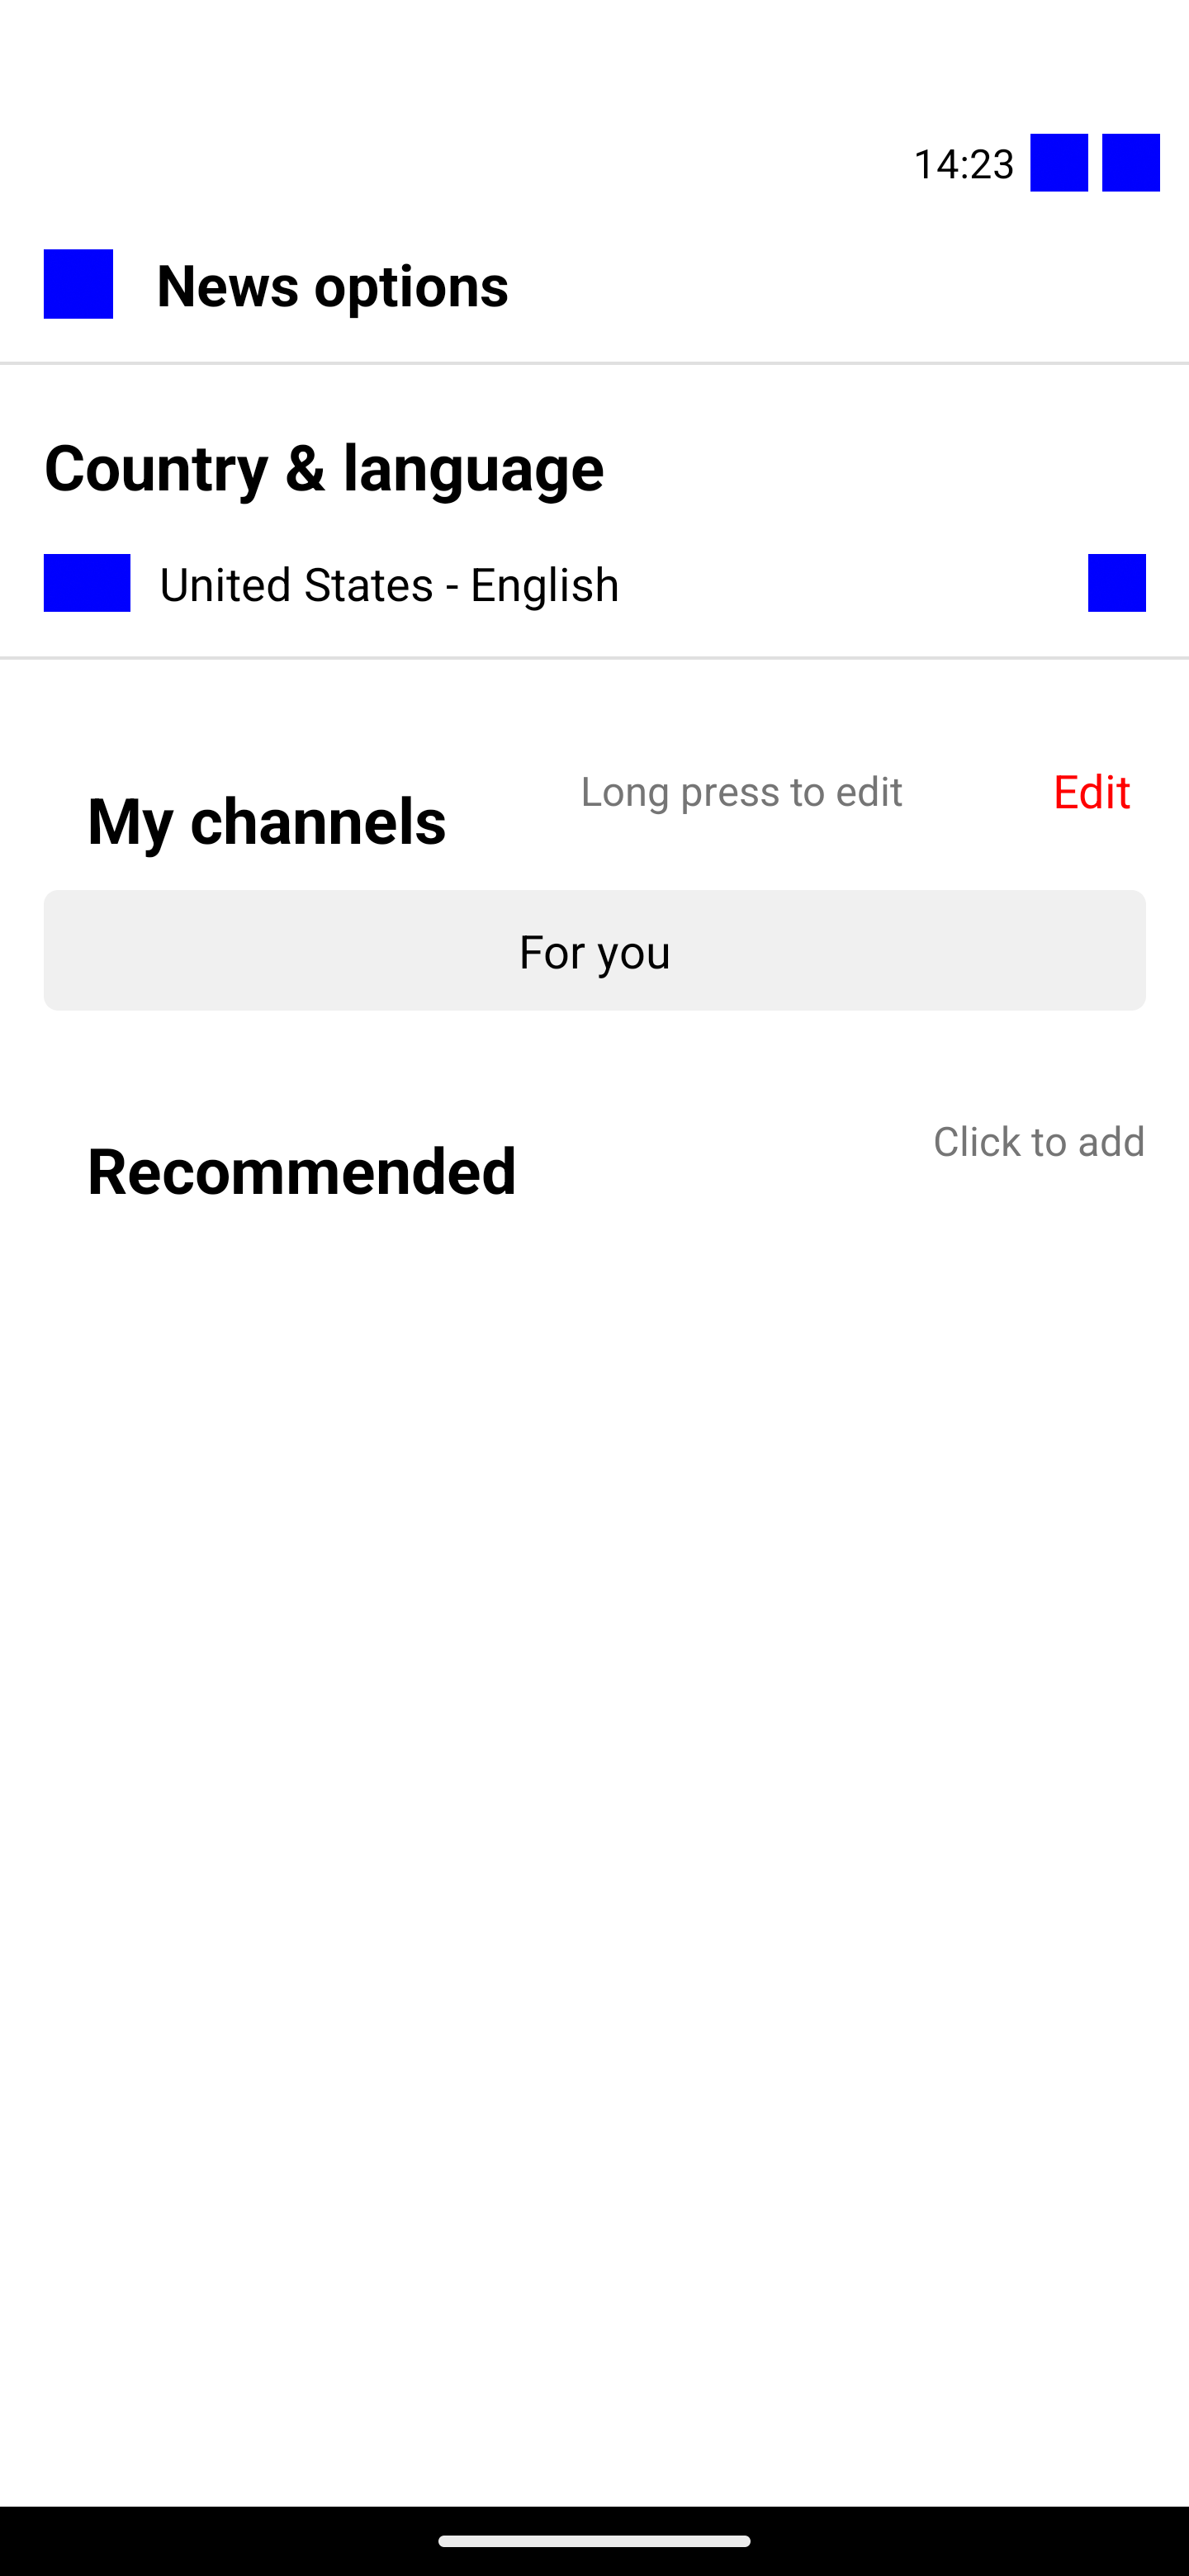 14:23
News options
Country & language
United States - English
My channels
Long press to edit
Edit
For you
Recommended
Click to add